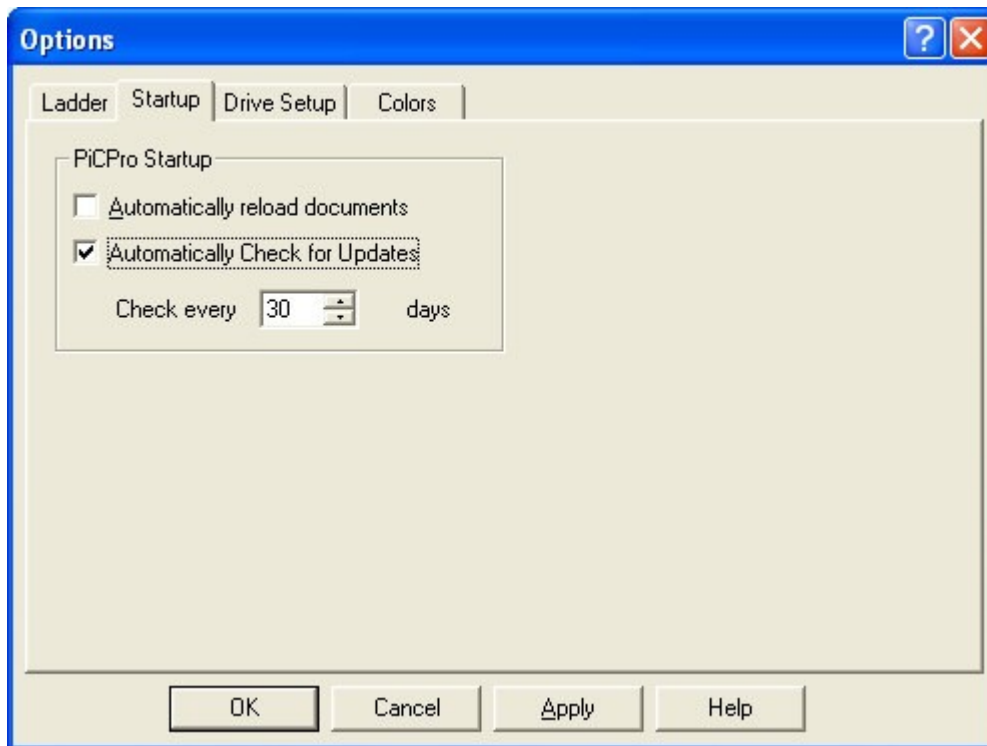 Options
Ladder Startup Drive Setup Colors
PiCPro Startup
Automatically reload documents
Automatically Check for Updates
Check every 30 days
OK Cancel Apply Help